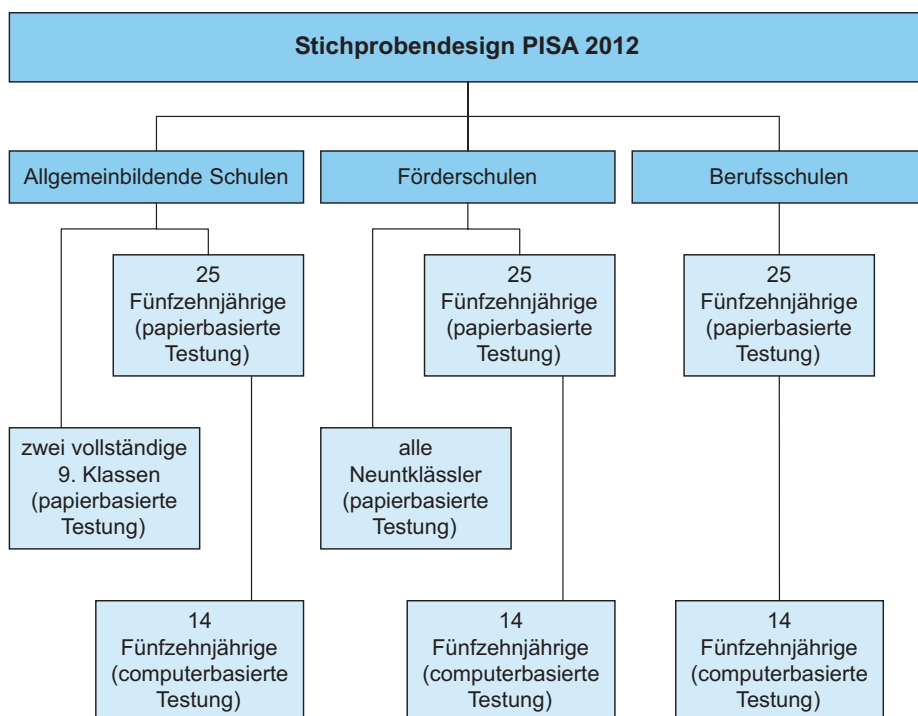 Stichprobendesign PISA 2012
Allgemeinbildende Schulen
Förderschulen
Berufsschulen
25
Fünfzehnjährige
(papierbasierte
Testung)
25
Fünfzehnjährige
(papierbasierte
Testung)
25
Fünfzehnjährige
(papierbasierte
Testung)
zwei vollständige
9. Klassen
(papierbasierte
Testung)
alle
Neuntklässler
(papierbasierte
Testung)
14
Fünfzehnjährige
(computerbasierte
Testung)
14
Fünfzehnjährige
(computerbasierte
Testung)
14
Fünfzehnjährige
(computerbasierte
Testung)